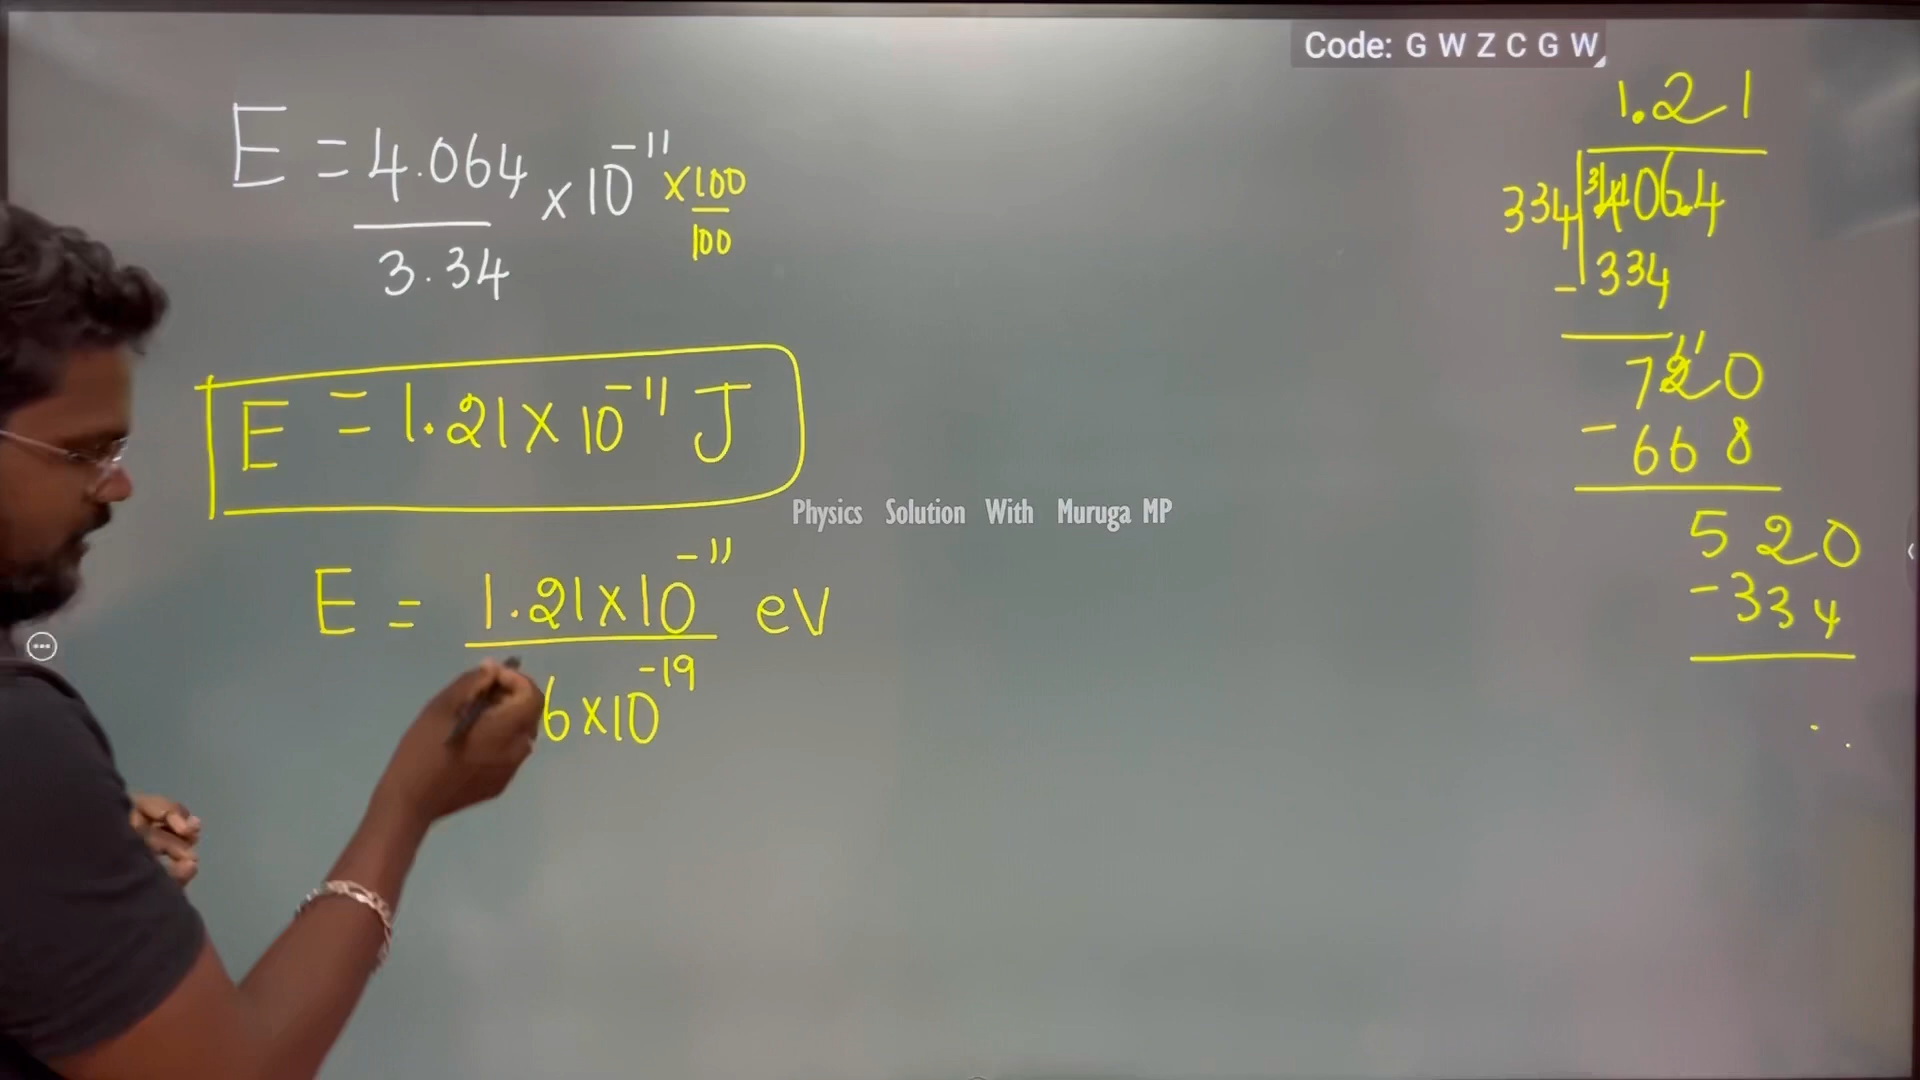 Code: G W Z C G W
E = 4.064 × 10⁻¹¹ × 100
3.34
100
E = 1.21 × 10⁻¹¹ J
Physics Solution With Muruga MP
E = 1.21 × 10⁻¹¹ eV
6 × 10⁻¹⁹
1.21
334 406.4
- 334
720
- 668
520
- 334